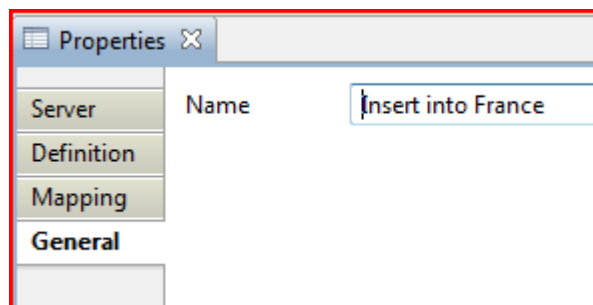 Properties
Server
Name
Insert into France
Definition
Mapping
General